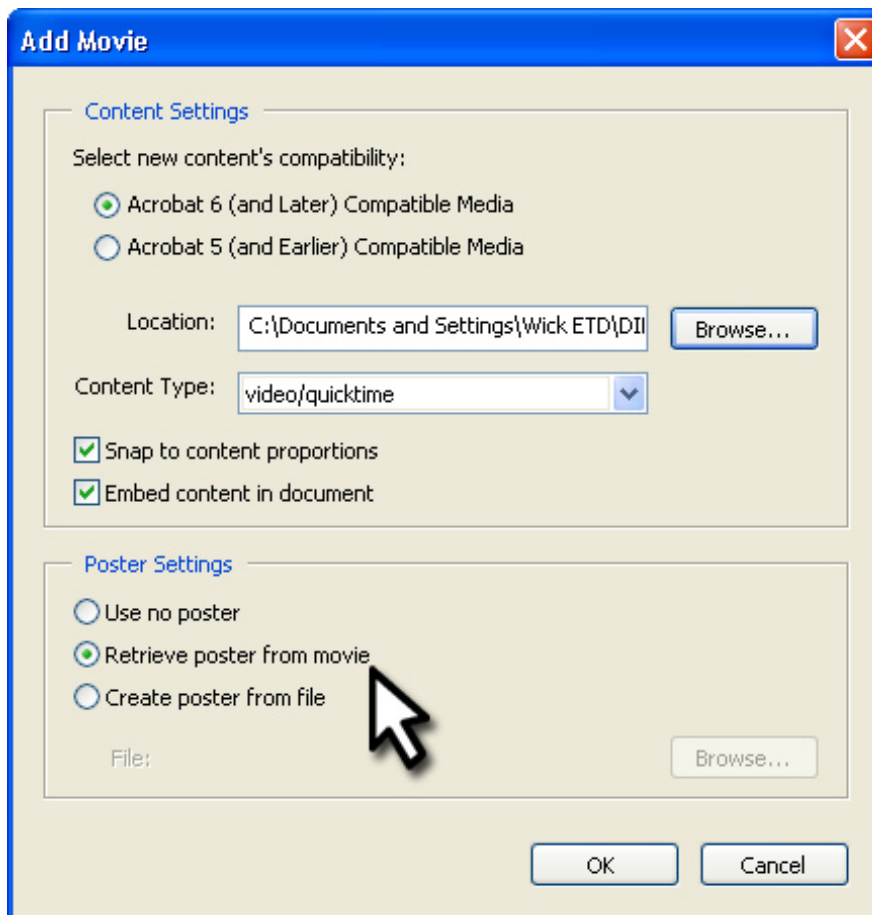 Add Movie
Content Settings
Select new content's compatibility:
Acrobat 6 (and Later) Compatible Media
Acrobat 5 (and Earlier) Compatible Media
Location: C:\Documents and Settings\Wick ETD\DII Browse...
Content Type: video/quicktime
Snap to content proportions
Embed content in document
Poster Settings
Use no poster
Retrieve poster from movie
Create poster from file
File: Browse...
OK Cancel